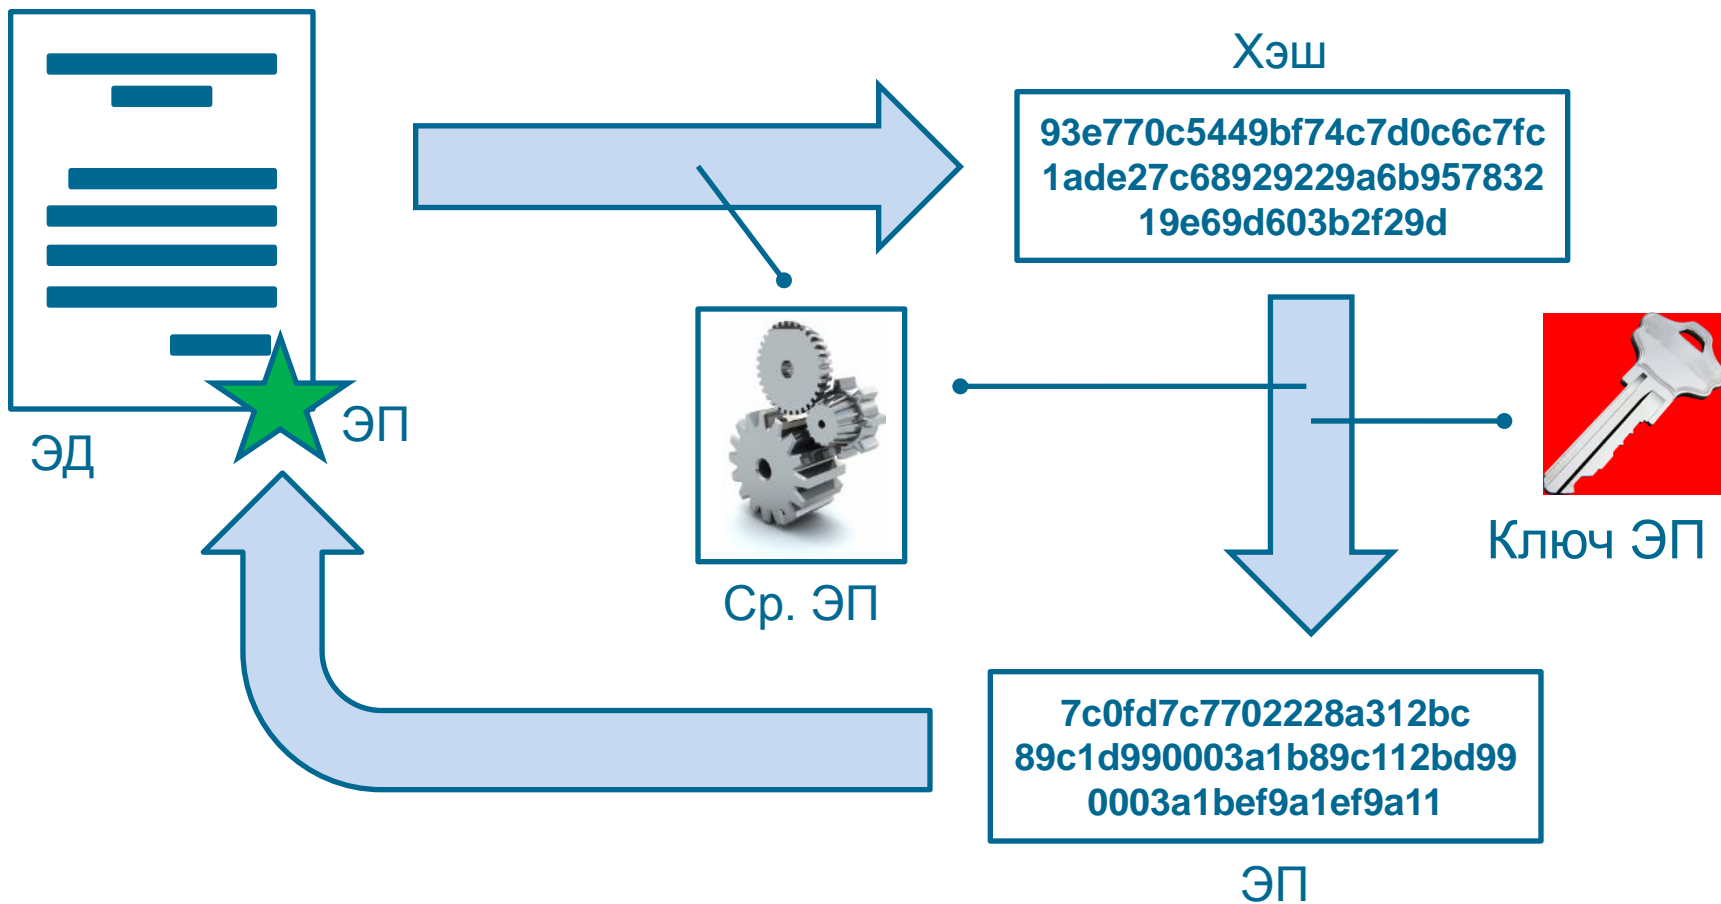 Хэш
93e770c5449bf74c7d0c6c7fc
1ade27c68929229a6b957832
19e69d603b2f29d
ЭП
ЭД
Ключ ЭП
Ср. ЭП
7c0fd7c7702228a312bc
89c1d990003a1b89c112bd99
0003a1bef9a1ef9a11
ЭП